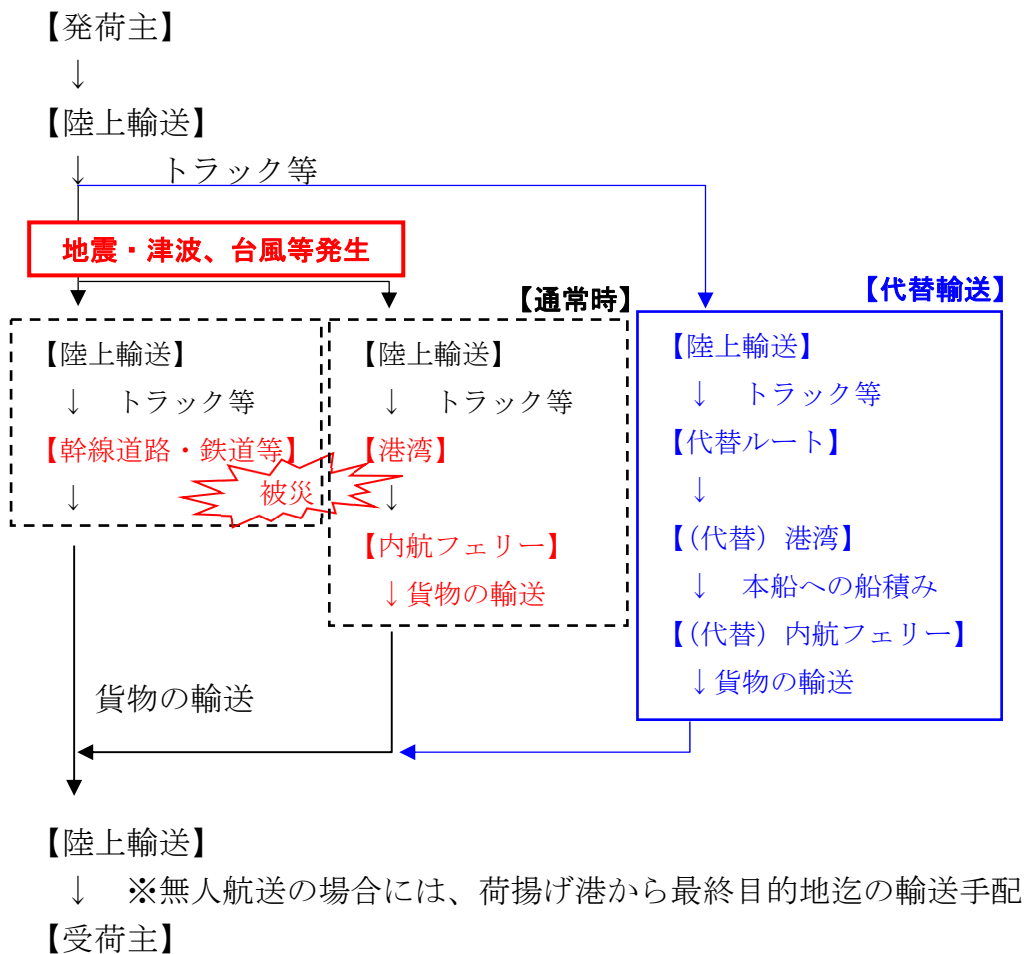 【発荷主】
↓
【陸上輸送】
↓　トラック等
地震・津波、台風等発生
【通常時】
【陸上輸送】
↓　トラック等
【幹線道路・鉄道等】
↓
被災
【陸上輸送】
↓　トラック等
【港湾】
↓
【内航フェリー】
↓貨物の輸送
【代替輸送】
【陸上輸送】
↓　トラック等
【代替ルート】
↓
【(代替）港湾】
↓　本船への船積み
【(代替）内航フェリー】
↓貨物の輸送
貨物の輸送
【陸上輸送】
↓　※無人航送の場合には、荷揚げ港から最終目的地迄の輸送手配
【受荷主】